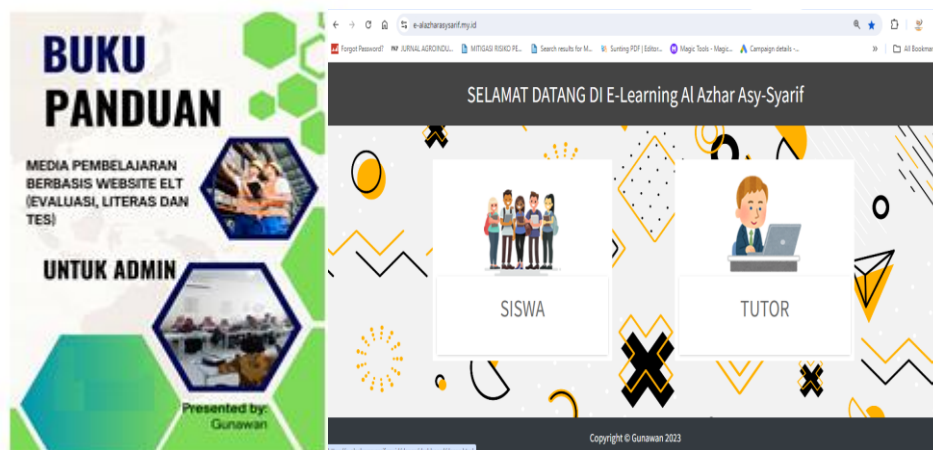 BUKU
PANDUAN
MEDIA PEMBELAJARAN
BERBASIS WEBSITE ELT
(EVALUASI, LITERAS DAN
TES)
UNTUK ADMIN
Presented by:
Gunawan
e-alazharasysarif.my.id
Forgot Password?
JURNAL AGROINDU...
MITIGASI RISIKO PE...
Search results for M...
Sunting PDF | Editor...
Magic Tools - Magic...
Campaign details -...
All Bookmar
SELAMAT DATANG DI E-Learning Al Azhar Asy-Syarif
SISWA
TUTOR
Copyright © Gunawan 2023